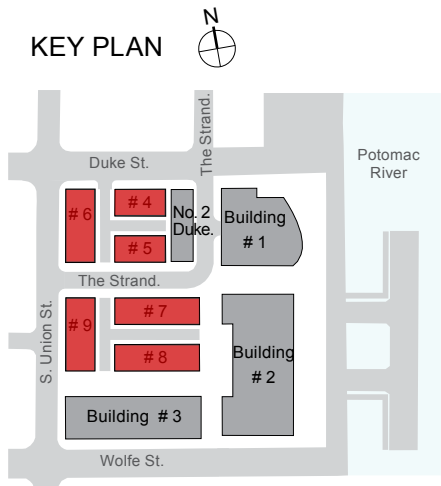 N
KEY PLAN
The Strand.
Duke St.
Potomac
River
# 6
# 4
# 5
No. 2
Duke.
Building
# 1
The Strand.
S. Union St.
# 9
# 7
# 8
Building
# 2
Building # 3
Wolfe St.